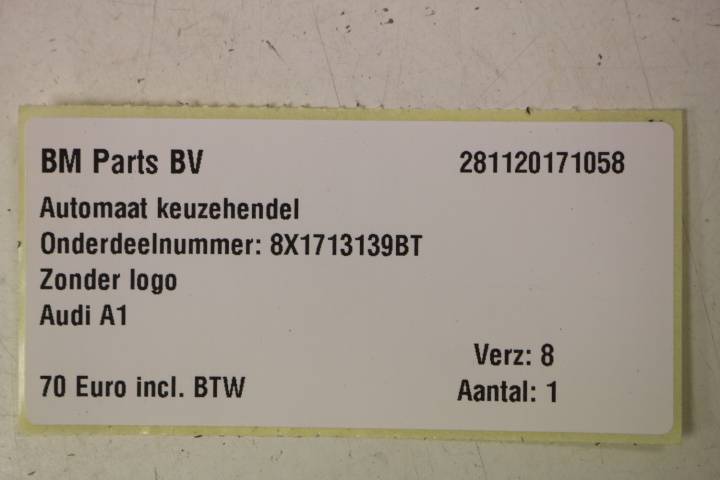 BM Parts BV 281120171058
Automaat keuzehendel
Onderdeelnummer: 8X1713139BT
Zonder logo
Audi A1
Verz: 8
70 Euro incl. BTW Aantal: 1